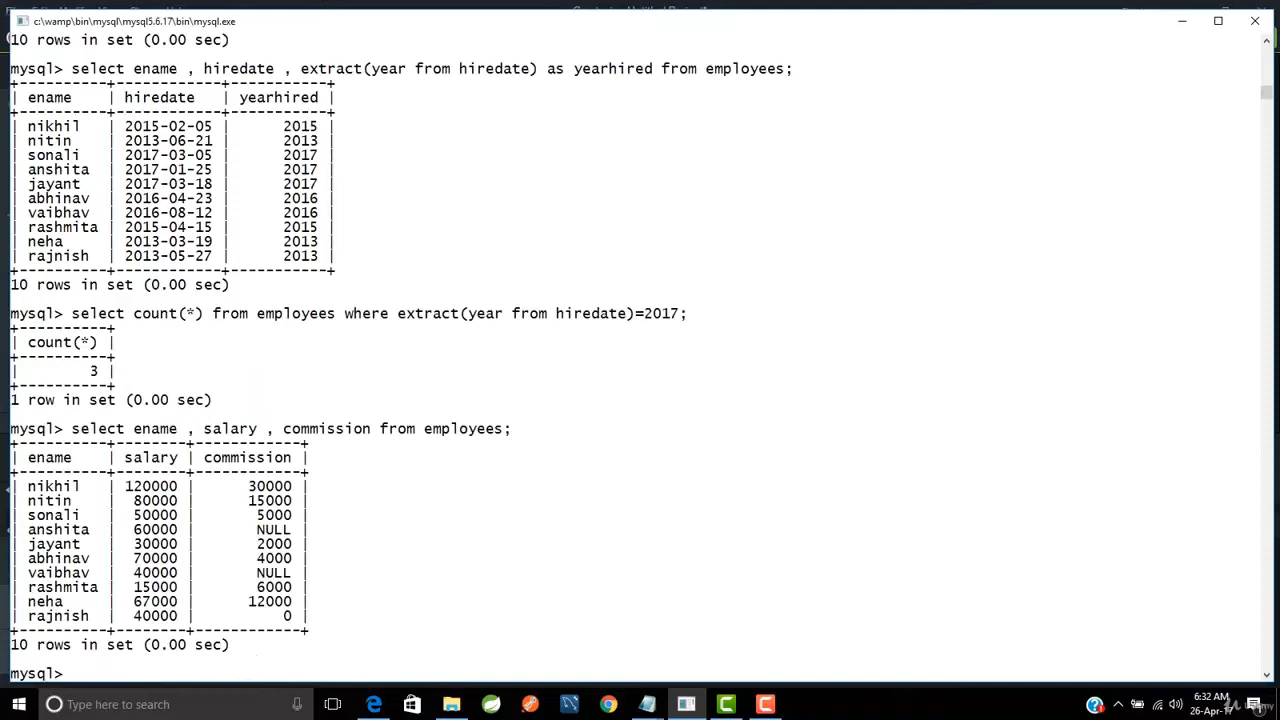 c:\wamp\bin\mysql\mysql5.6.17\bin\mysql.exe
10 rows in set (0.00 sec)
mysql> select ename , hiredate , extract(year from hiredate) as yearhired from employees;
+----------+------------+-----------+
| ename    | hiredate   | yearhired |
+----------+------------+-----------+
| nikhil   | 2015-02-05 |      2015 |
| nitin    | 2013-06-21 |      2013 |
| sonali   | 2017-03-05 |      2017 |
| anshita  | 2017-01-25 |      2017 |
| jayant   | 2017-03-18 |      2017 |
| abhinav  | 2016-04-23 |      2016 |
| vaibhav  | 2016-08-12 |      2016 |
| rashmita | 2015-04-15 |      2015 |
| neha     | 2013-03-19 |      2013 |
| rajnish  | 2013-05-27 |      2013 |
+----------+------------+-----------+
10 rows in set (0.00 sec)
mysql> select count(*) from employees where extract(year from hiredate)=2017;
+----------+
| count(*) |
+----------+
|        3 |
+----------+
1 row in set (0.00 sec)
mysql> select ename , salary , commission from employees;
+----------+--------+------------+
| ename    | salary | commission |
+----------+--------+------------+
| nikhil   | 120000 |      30000 |
| nitin    |  80000 |      15000 |
| sonali   |  50000 |       5000 |
| anshita  |  60000 |       NULL |
| jayant   |  30000 |       2000 |
| abhinav  |  70000 |       4000 |
| vaibhav  |  40000 |       NULL |
| rashmita |  15000 |       6000 |
| neha     |  67000 |      12000 |
| rajnish  |  40000 |          0 |
+----------+--------+------------+
10 rows in set (0.00 sec)
mysql>
Type here to search
6:32 AM
26-Apr-